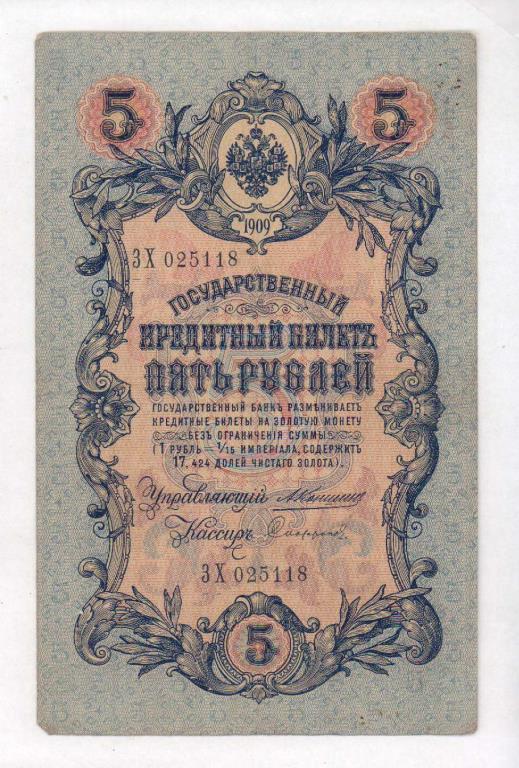 5 5
1909
ЗХ 025118
ГОСУДАРСТВЕННЫЙ
КРЕДИТНЫЙ БИЛЕТЪ
ПЯТЬ РУБЛЕЙ
ГОСУДАРСТВЕННЫЙ БАНКЪ РАЗМѢНИВАЕТЪ
КРЕДИТНЫЕ БИЛЕТЫ НА ЗОЛОТУЮ МОНЕТУ
БЕЗЪ ОГРАНИЧЕНІЯ СУММЫ
(1 РУБЛЬ = 1/15 ИМПЕРІАЛА, СОДЕРЖИТЪ
17,424 ДОЛЕЙ ЧИСТАГО ЗОЛОТА).
Управляющій
Кассиръ
ЗХ 025118
5